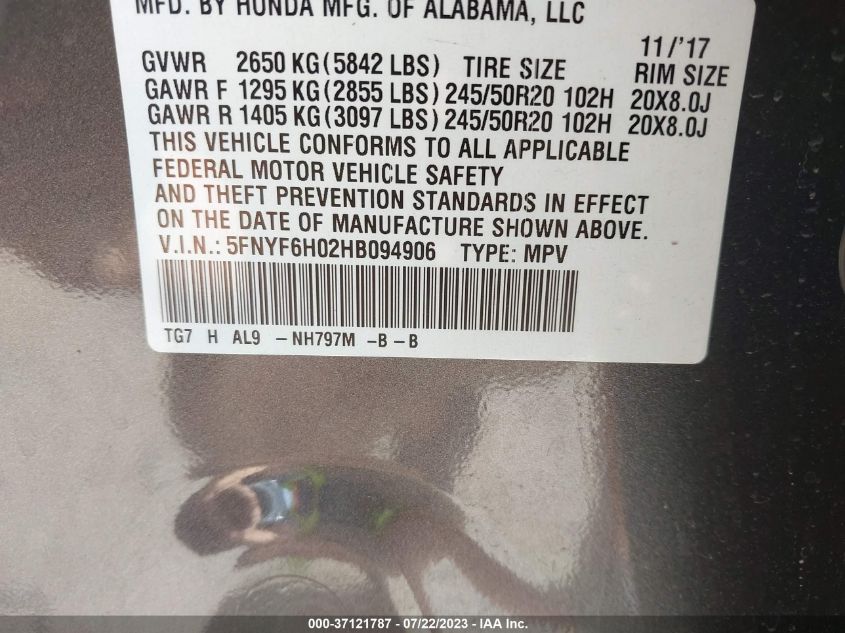 MFD. BY HONDA MFG. OF ALABAMA, LLC
11/'17
GVWR 2650 KG(5842 LBS) TIRE SIZE RIM SIZE
GAWR F 1295 KG(2855 LBS) 245/50R20 102H 20X8.0J
GAWR R 1405 KG(3097 LBS) 245/50R20 102H 20X8.0J
THIS VEHICLE CONFORMS TO ALL APPLICABLE
FEDERAL MOTOR VEHICLE SAFETY
AND THEFT PREVENTION STANDARDS IN EFFECT
ON THE DATE OF MANUFACTURE SHOWN ABOVE.
V.I.N.: 5FNYF6H02HB094906 TYPE: MPV
TG7 H AL9 -NH797M -B-B
000-37121787 - 07/22/2023 - IAA Inc.